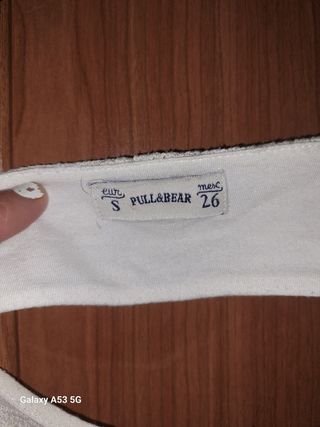 eur S PULL&BEAR mex 26
Galaxy A53 5G